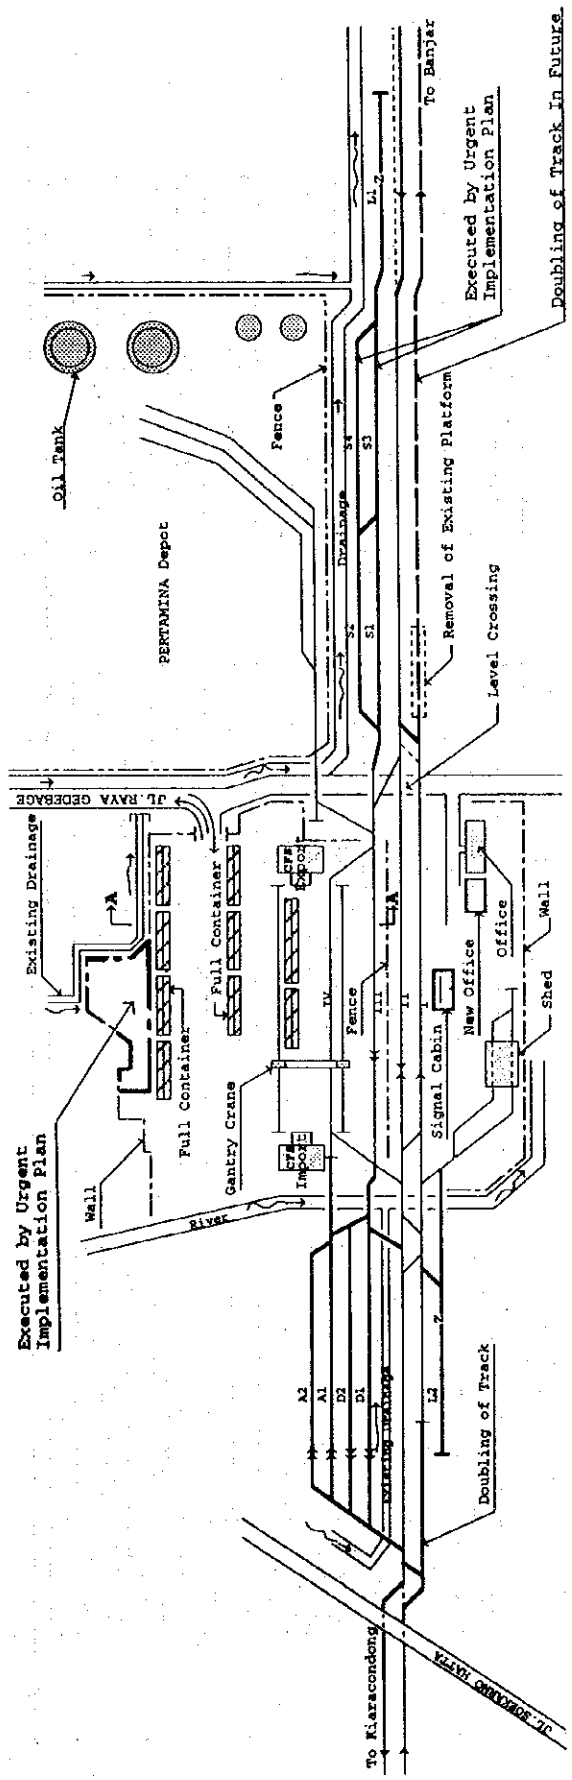 To Banjar
Doubling of Track In Future
Executed by Urgent
Implementation Plan
L1
Z
Oil Tank
Fence
S4
S3
Drainage
PERTAMINA Depot
S2
S1
Removal of Existing Platform
Level Crossing
JL.RAYA GEDEBAGE
Existing Drainage
A
Full Container
CFS
Export
A
Office
Wall
New Office
Shed
IV
Fence
III
II
Signal Cabin
Full Container
Gantry Crane
CFS
Import
Wall
Executed by Urgent
Implementation Plan
River
A2
A1
D2
D1
Existing Drainage
Z
L2
Doubling of Track
To Kiaracondong
JL. SOEKARNO HATTA